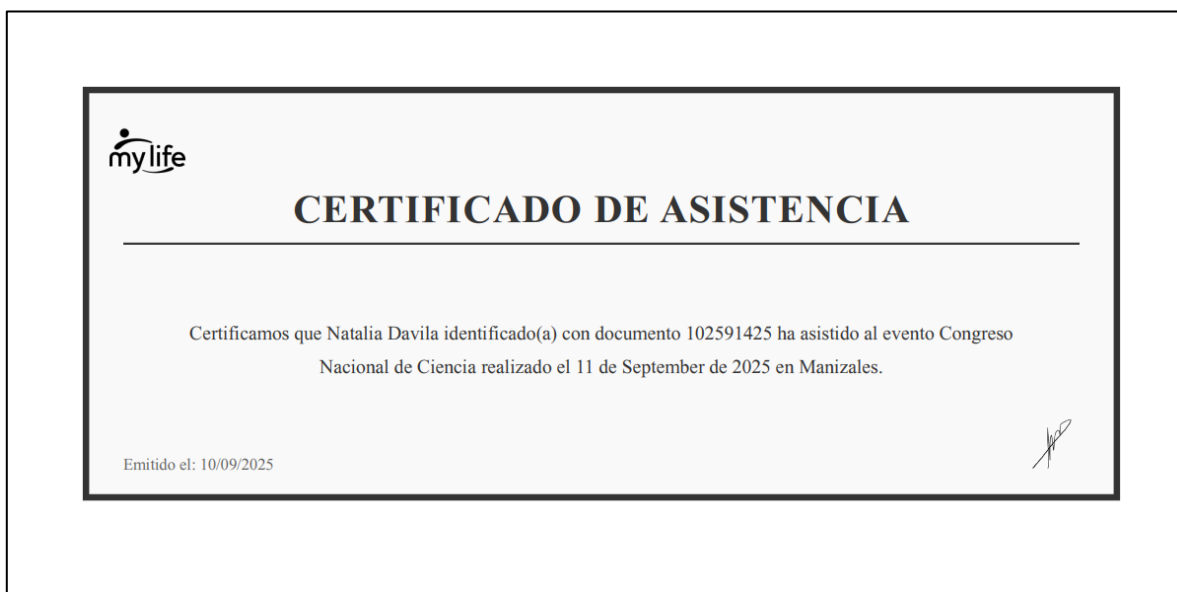 my life
CERTIFICADO DE ASISTENCIA
Certificamos que Natalia Davila identificado(a) con documento 102591425 ha asistido al evento Congreso
Nacional de Ciencia realizado el 11 de September de 2025 en Manizales.
Emitido el: 10/09/2025